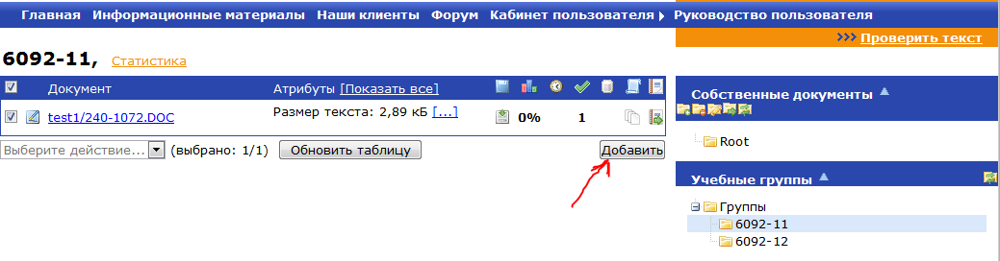 Главная Информационные материалы Наши клиенты Форум Кабинет пользователя Руководство пользователя
>>> Проверить текст
6092-11, Статистика
Документ Атрибуты [Показать все]
test1/240-1072.DOC Размер текста: 2,89 кБ [...] 0% 1
Выберите действие... (выбрано: 1/1) Обновить таблицу Добавить
Собственные документы
Root
Учебные группы
Группы
6092-11
6092-12